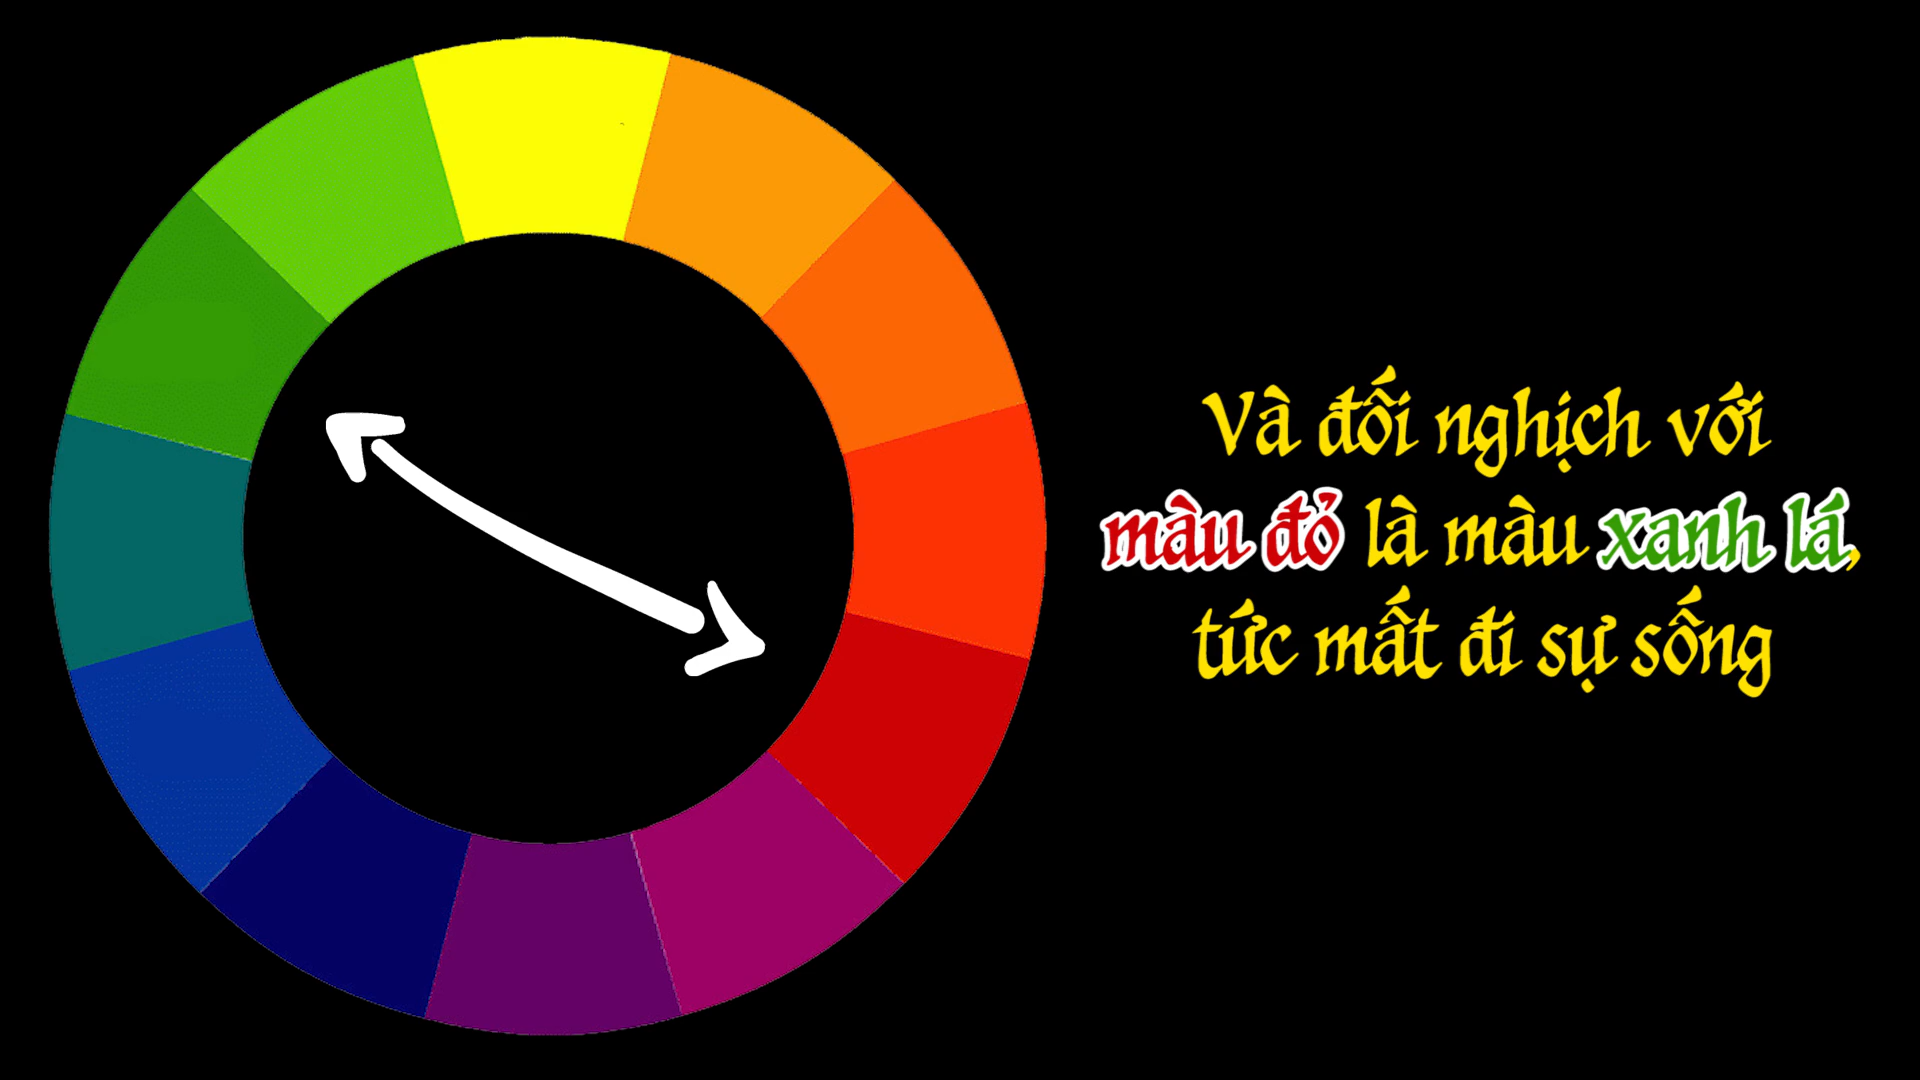 Và đối nghịch với
màu đỏ là màu xanh lá,
tức mất đi sự sống